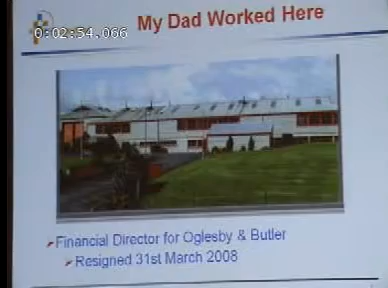 My Dad Worked Here
0:02:54.066
Financial Director for Oglesby & Butler
Resigned 31st March 2008